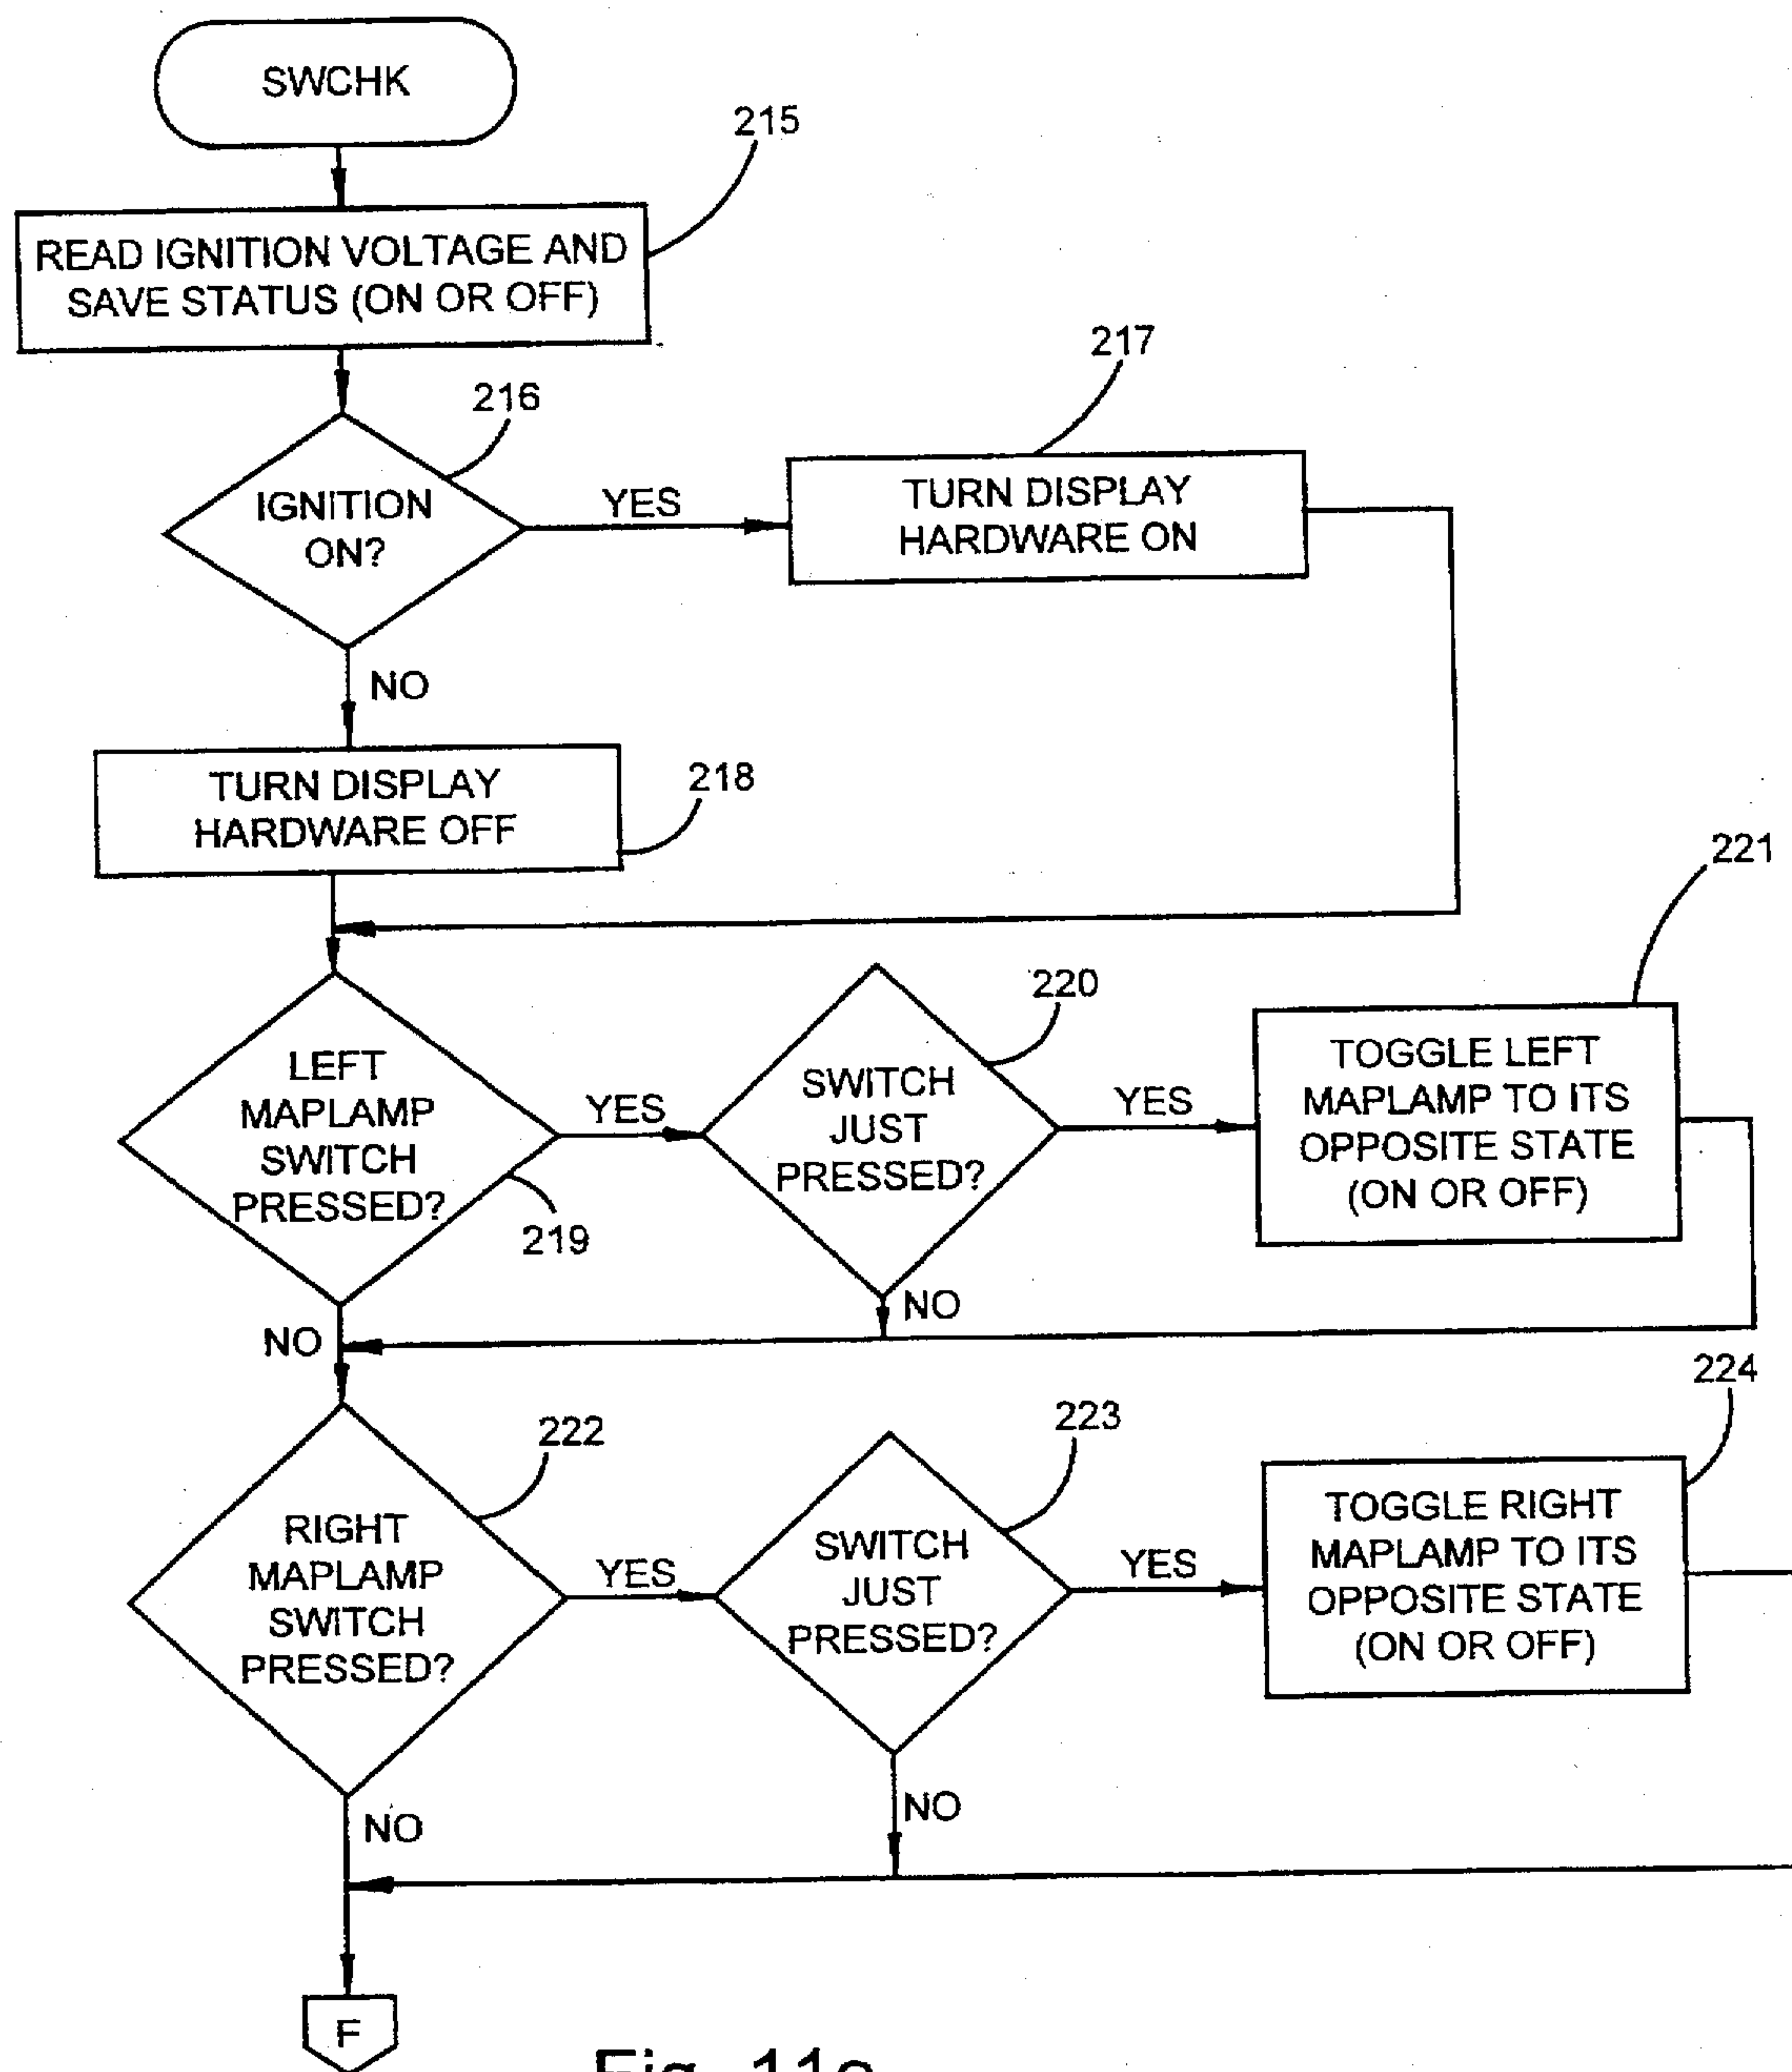 SWCHK
215
READ IGNITION VOLTAGE AND
SAVE STATUS (ON OR OFF)
216
IGNITION
ON?
YES
217
TURN DISPLAY
HARDWARE ON
NO
TURN DISPLAY
HARDWARE OFF
218
LEFT
MAPLAMP
SWITCH
PRESSED?
219
YES
220
SWITCH
JUST
PRESSED?
YES
221
TOGGLE LEFT
MAPLAMP TO ITS
OPPOSITE STATE
(ON OR OFF)
NO
NO
222
RIGHT
MAPLAMP
SWITCH
PRESSED?
YES
223
SWITCH
JUST
PRESSED?
YES
224
TOGGLE RIGHT
MAPLAMP TO ITS
OPPOSITE STATE
(ON OR OFF)
NO
NO
F
Fig. 11a